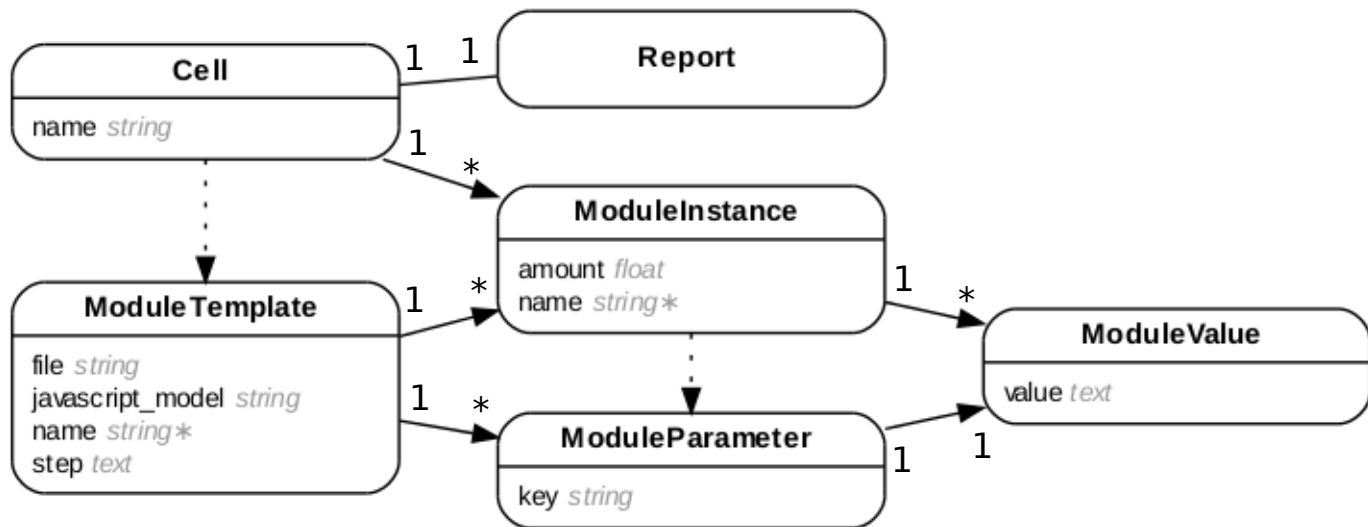 Cell
name string
1
1
Report
1
*
ModuleInstance
amount float
name string*
ModuleTemplate
file string
javascript_model string
name string*
step text
1
*
1
*
ModuleParameter
key string
1
*
1
1
ModuleValue
value text